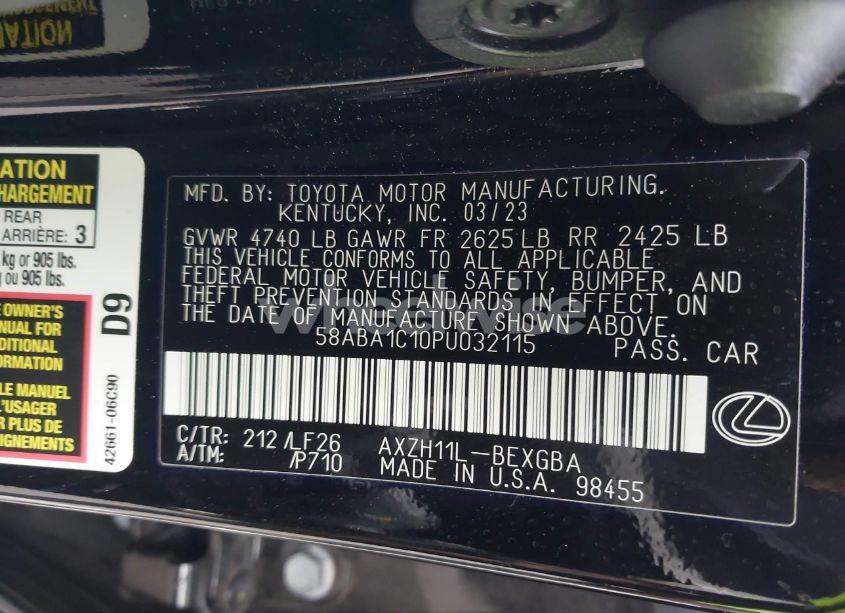 NATION
ATION
HARGEMENT
REAR
ARRIÈRE: 3
kg or 905 lbs.
ou 905 lbs.
OWNER'S
NUAL FOR
DITIONAL
FORMATION
LE MANUEL
L'USAGER
R PLUS DE
IGNEMENTS
D9
42661-06C90
MFD. BY: TOYOTA MOTOR MANUFACTURING.
KENTUCKY, INC. 03/23
GVWR 4740 LB GAWR FR 2625 LB RR 2425 LB
THIS VEHICLE CONFORMS TO ALL APPLICABLE
FEDERAL MOTOR VEHICLE SAFETY, BUMPER, AND
THEFT PREVENTION STANDARDS IN EFFECT ON
THE DATE OF MANUFACTURE SHOWN ABOVE.
wheelwise
58ABA1C10PU032115 PASS. CAR
C/TR: 212/LF26 AXZH11L-BEXGBA
A/TM: /P710 MADE IN U.S.A. 98455